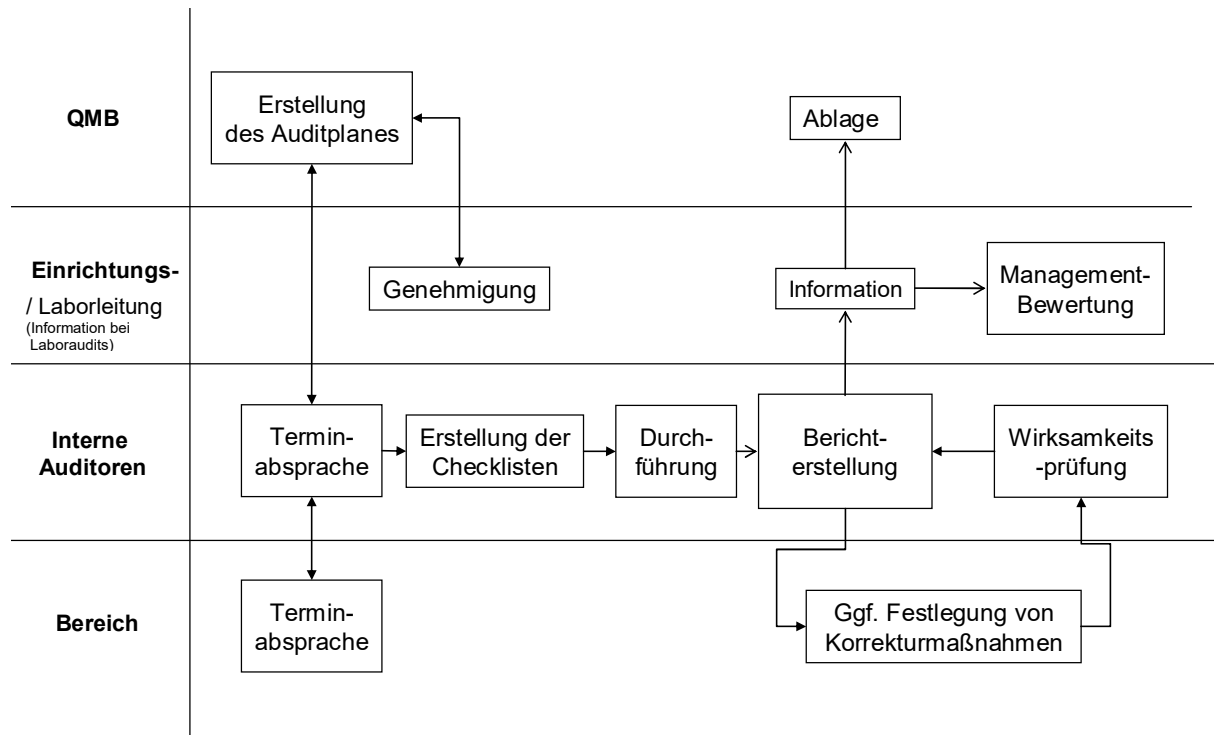 QMB
Erstellung
des Auditplanes
Ablage
Einrichtungs-
/ Laborleitung
(Information bei
Laboraudits)
Genehmigung
Information
Management-
Bewertung
Interne
Auditoren
Termin-
absprache
Erstellung der
Checklisten
Durch-
führung
Bericht-
erstellung
Wirksamkeits
-prüfung
Bereich
Termin-
absprache
Ggf. Festlegung von
Korrekturmaßnahmen